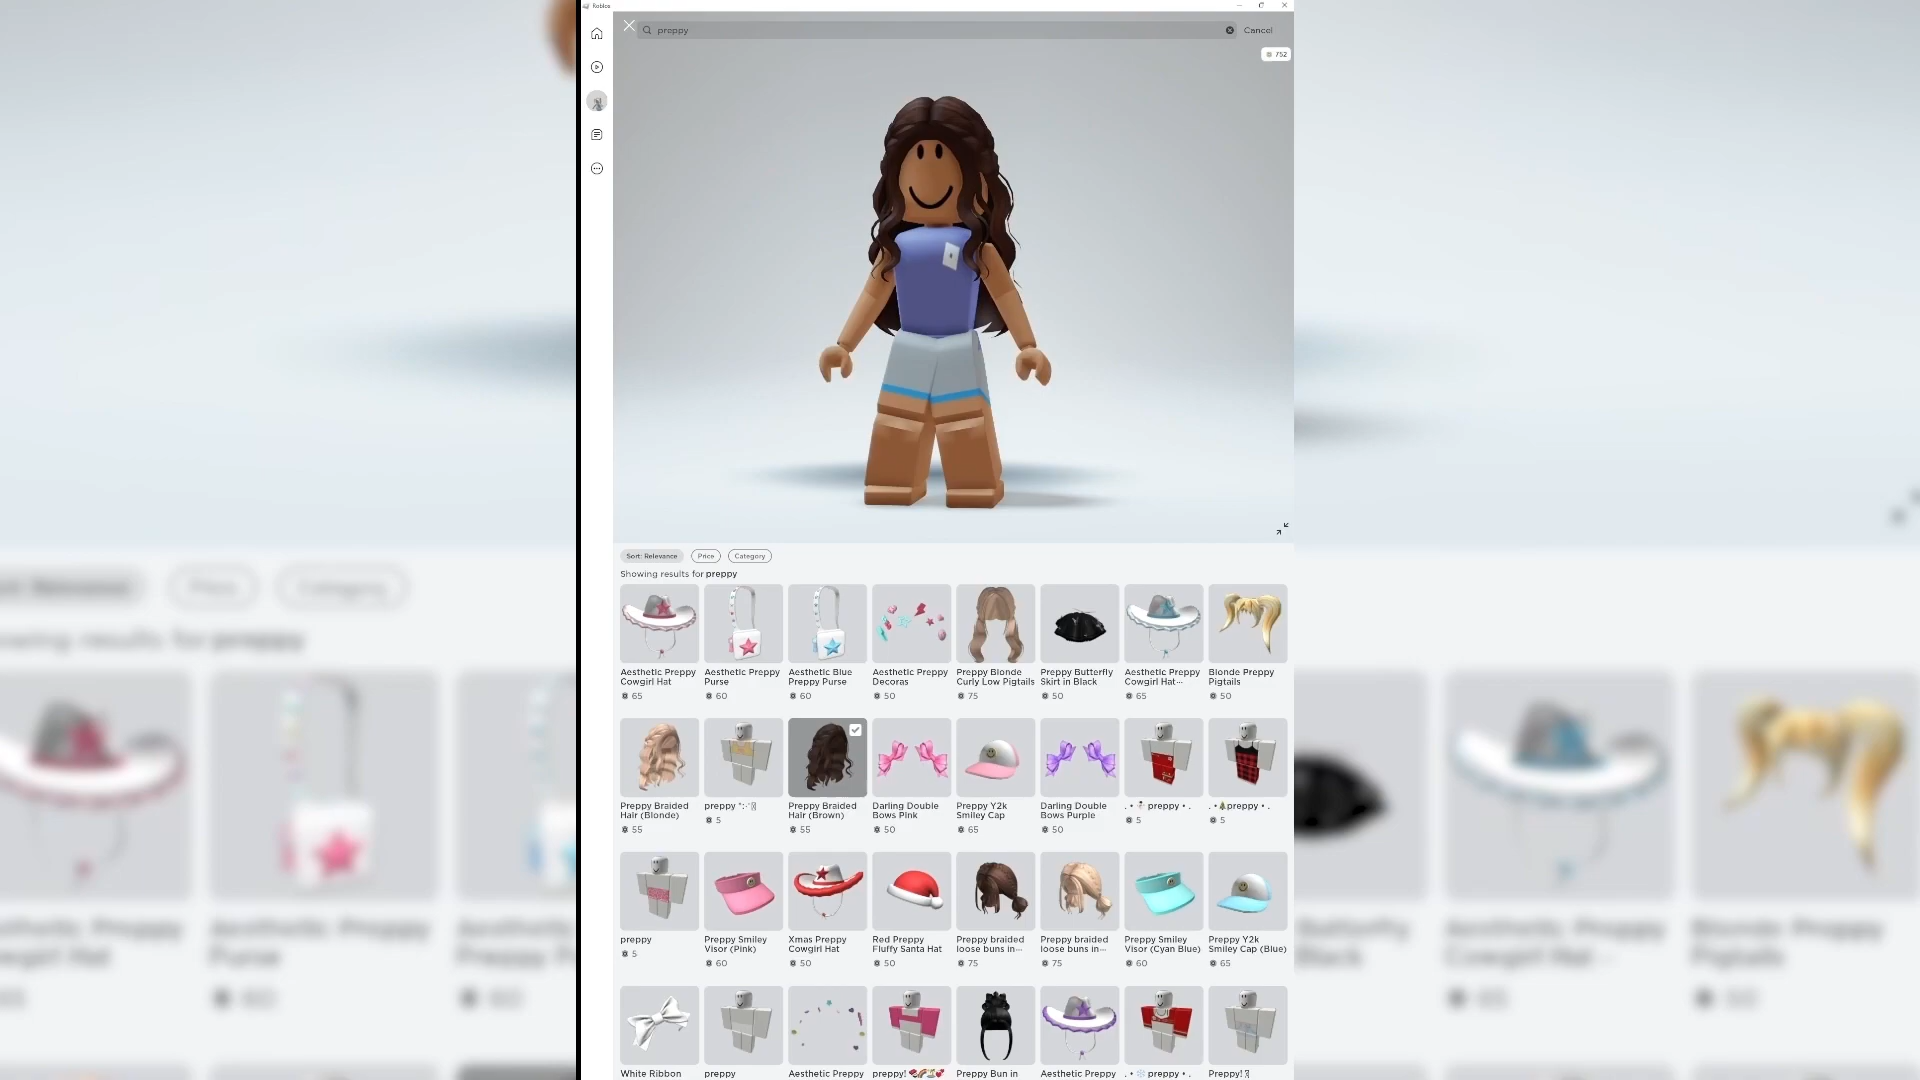 Roblox
preppy
Cancel
752
Sort: Relevance
Price
Category
Showing results for preppy
Aesthetic Preppy Cowgirl Hat
65
Aesthetic Preppy Purse
60
Aesthetic Blue Preppy Purse
60
Aesthetic Preppy Decoras
50
Preppy Blonde Curly Low Pigtails
75
Preppy Butterfly Skirt in Black
50
Aesthetic Preppy Cowgirl Hat...
65
Blonde Preppy Pigtails
50
Preppy Braided Hair (Blonde)
55
preppy
5
Preppy Braided Hair (Brown)
55
Darling Double Bows Pink
50
Preppy Y2k Smiley Cap
65
Darling Double Bows Purple
50
. • ⛄ preppy • .
5
. •🎄preppy • .
5
preppy
5
Preppy Smiley Visor (Pink)
60
Xmas Preppy Cowgirl Hat
50
Red Preppy Fluffy Santa Hat
50
Preppy braided loose buns in...
75
Preppy braided loose buns in...
75
Preppy Smiley Visor (Cyan Blue)
60
Preppy Y2k Smiley Cap (Blue)
65
White Ribbon
preppy
Aesthetic Preppy
preppy!
Preppy Bun in
Aesthetic Preppy
. • ❄ preppy • .
Preppy!